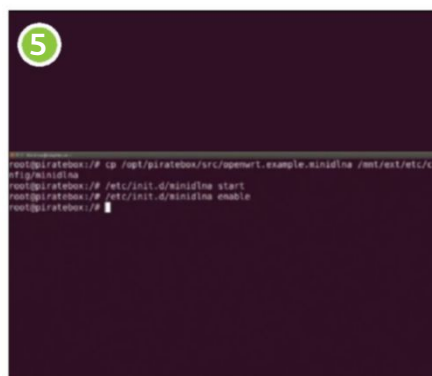 5
root@piratebox:/# cp /opt/piratebox/src/openwrt.example.minidlna /mnt/ext/etc/c
nfig/minidlna
root@piratebox:/# /etc/init.d/minidlna start
root@piratebox:/# /etc/init.d/minidlna enable
root@piratebox:/#